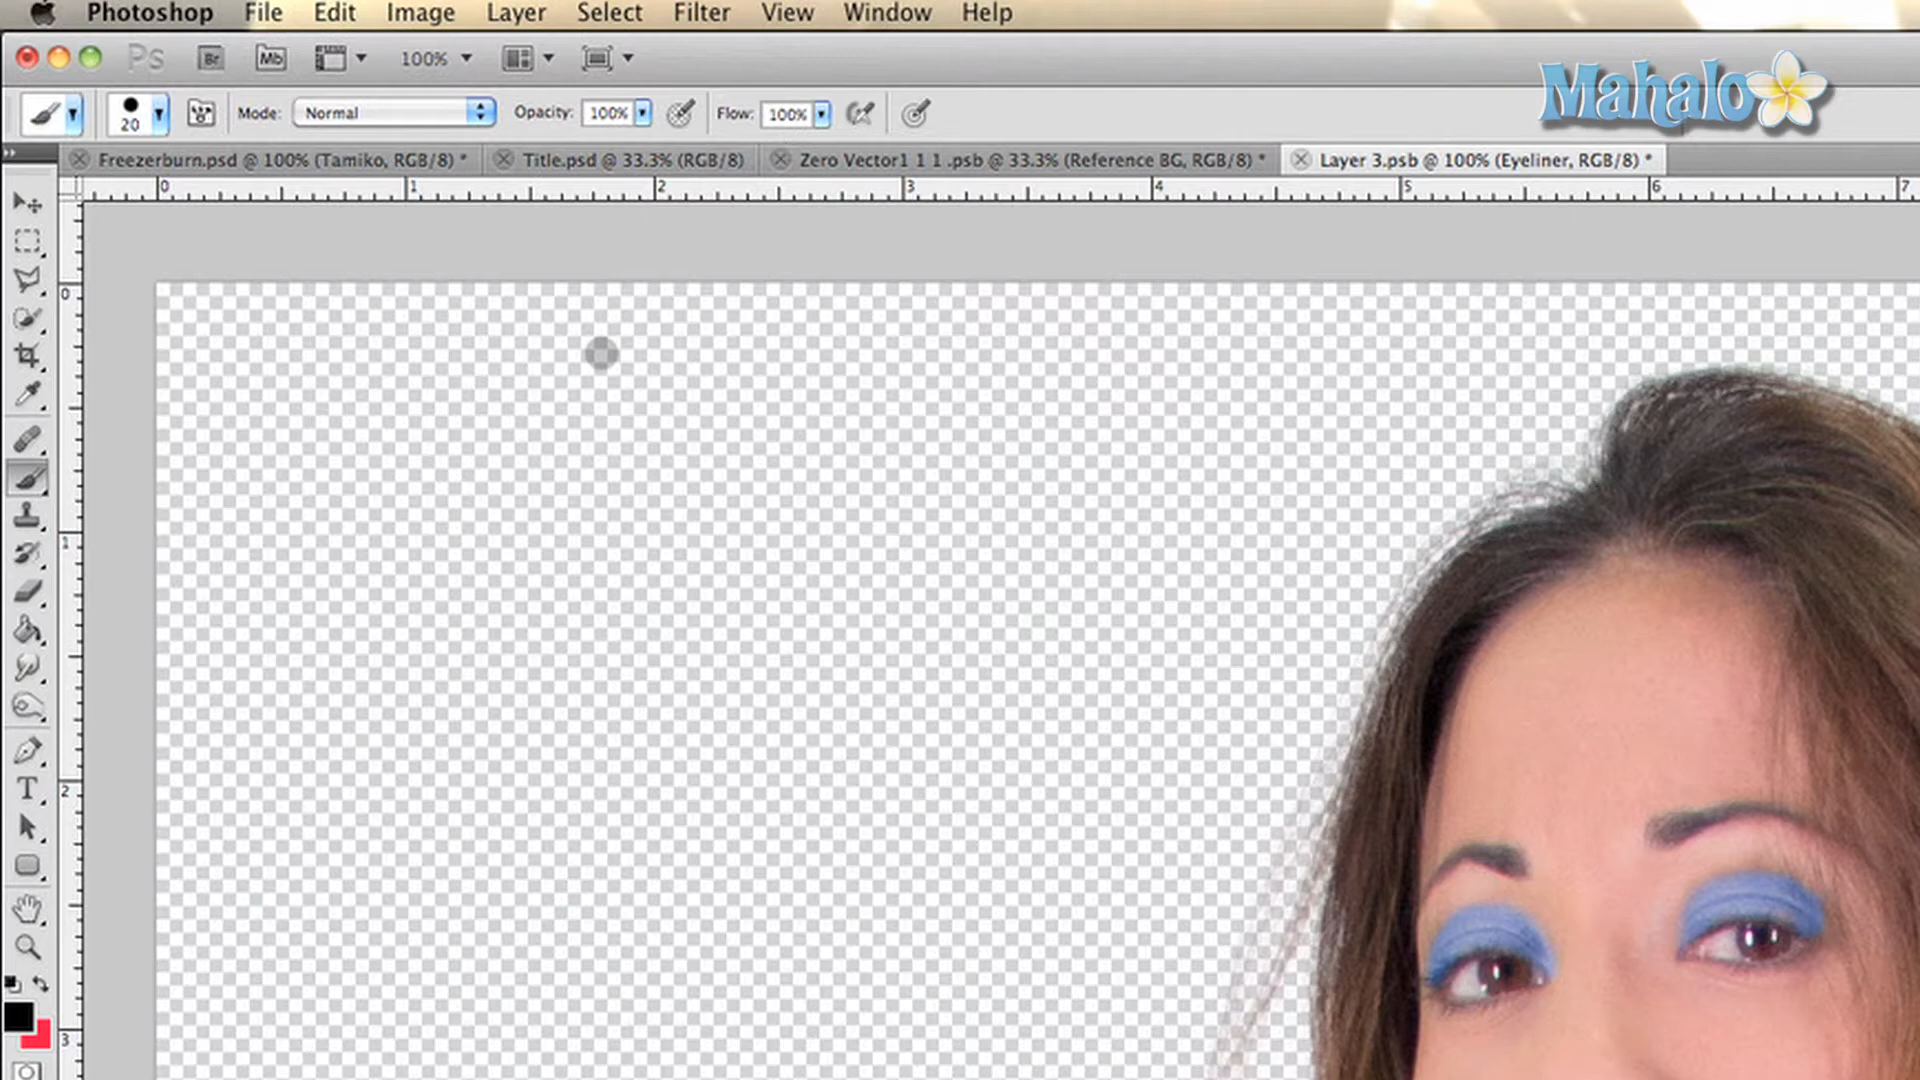 Photoshop File Edit Image Layer Select Filter View Window Help
Ps Br Mb 100%
Mahalo
20 Mode: Normal Opacity: 100% Flow: 100%
Freezerburn.psd @ 100% (Tamiko, RGB/8) * Title.psd @ 33.3% (RGB/8) Zero Vector1 1 1 .psb @ 33.3% (Reference BG, RGB/8) * Layer 3.psb @ 100% (Eyeliner, RGB/8) *
0 1 2 3 4 5 6 7
0
1
2
T
3